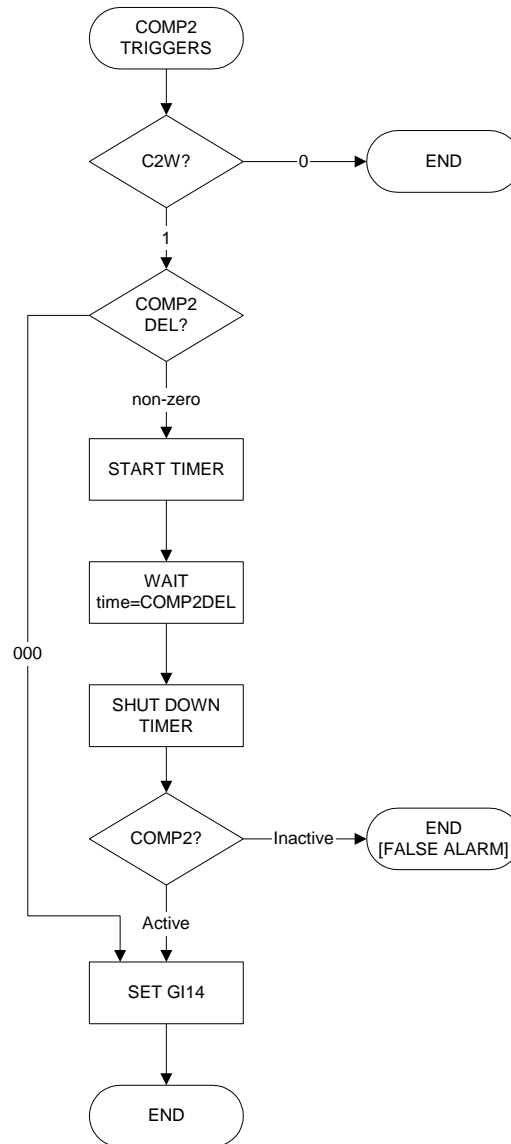 COMP2
TRIGGERS
C2W?
0
END
1
COMP2
DEL?
non-zero
START TIMER
WAIT
time=COMP2DEL
000
SHUT DOWN
TIMER
COMP2?
Inactive
END
[FALSE ALARM]
Active
SET GI14
END